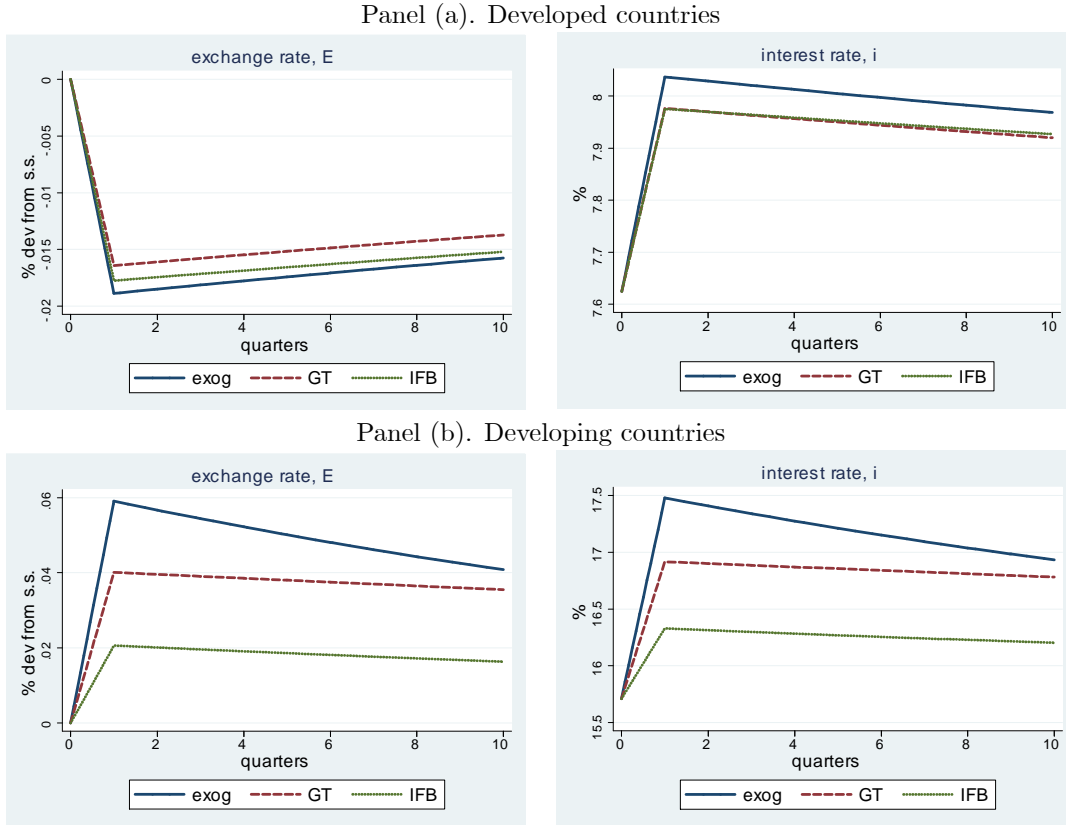 Panel (a). Developed countries
exchange rate, E
% dev from s.s.
0
-.005
-.01
-.015
-.02
0 2 4 6 8 10
quarters
exog GT IFB
interest rate, i
%
8
7.9
7.8
7.7
7.6
0 2 4 6 8 10
quarters
exog GT IFB
Panel (b). Developing countries
exchange rate, E
% dev from s.s.
.06
.04
.02
0
0 2 4 6 8 10
quarters
exog GT IFB
interest rate, i
%
17.5
17
16.5
16
15.5
0 2 4 6 8 10
quarters
exog GT IFB